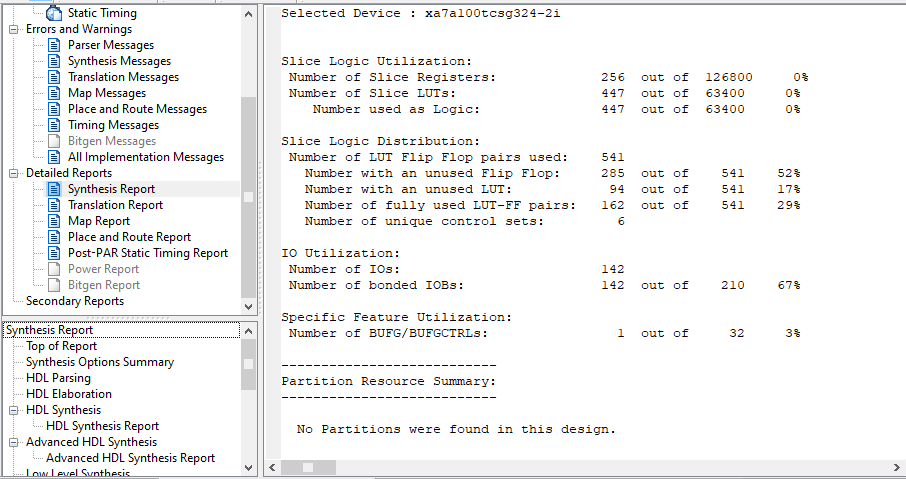 Static Timing
Errors and Warnings
Parser Messages
Synthesis Messages
Translation Messages
Map Messages
Place and Route Messages
Timing Messages
Bitgen Messages
All Implementation Messages
Detailed Reports
Synthesis Report
Translation Report
Map Report
Place and Route Report
Post-PAR Static Timing Report
Power Report
Bitgen Report
Secondary Reports
Synthesis Report
Top of Report
Synthesis Options Summary
HDL Parsing
HDL Elaboration
HDL Synthesis
HDL Synthesis Report
Advanced HDL Synthesis
Advanced HDL Synthesis Report
Low Level Synthesis
Selected Device : xa7a100tcsg324-2i
Slice Logic Utilization:
Number of Slice Registers: 256 out of 126800 0%
Number of Slice LUTs: 447 out of 63400 0%
Number used as Logic: 447 out of 63400 0%
Slice Logic Distribution:
Number of LUT Flip Flop pairs used: 541
Number with an unused Flip Flop: 285 out of 541 52%
Number with an unused LUT: 94 out of 541 17%
Number of fully used LUT-FF pairs: 162 out of 541 29%
Number of unique control sets: 6
IO Utilization:
Number of IOs: 142
Number of bonded IOBs: 142 out of 210 67%
Specific Feature Utilization:
Number of BUFG/BUFGCTRLs: 1 out of 32 3%
---------------------------
Partition Resource Summary:
---------------------------
No Partitions were found in this design.